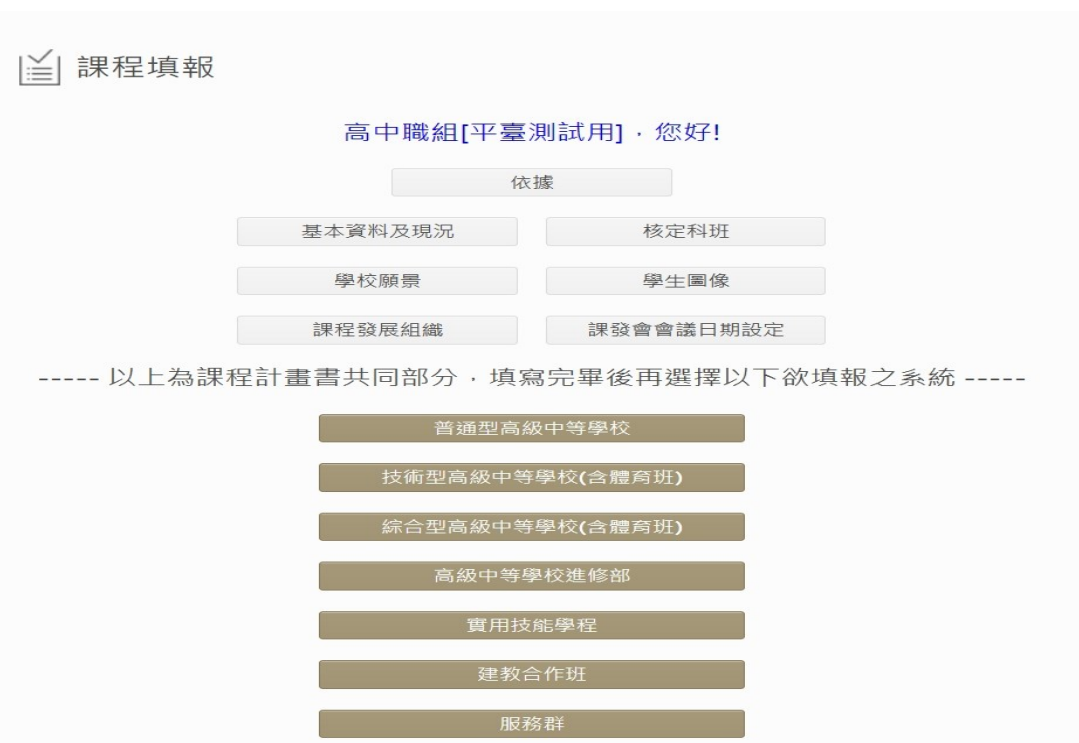 課程填報
高中職組[平臺測試用],您好!
依據
基本資料及現況 核定科班
學校願景 學生圖像
課程發展組織 課發會會議日期設定
----- 以上為課程計畫書共同部分,填寫完畢後再選擇以下欲填報之系統 -----
普通型高級中等學校
技術型高級中等學校(含體育班)
綜合型高級中等學校(含體育班)
高級中等學校進修部
實用技能學程
建教合作班
服務群